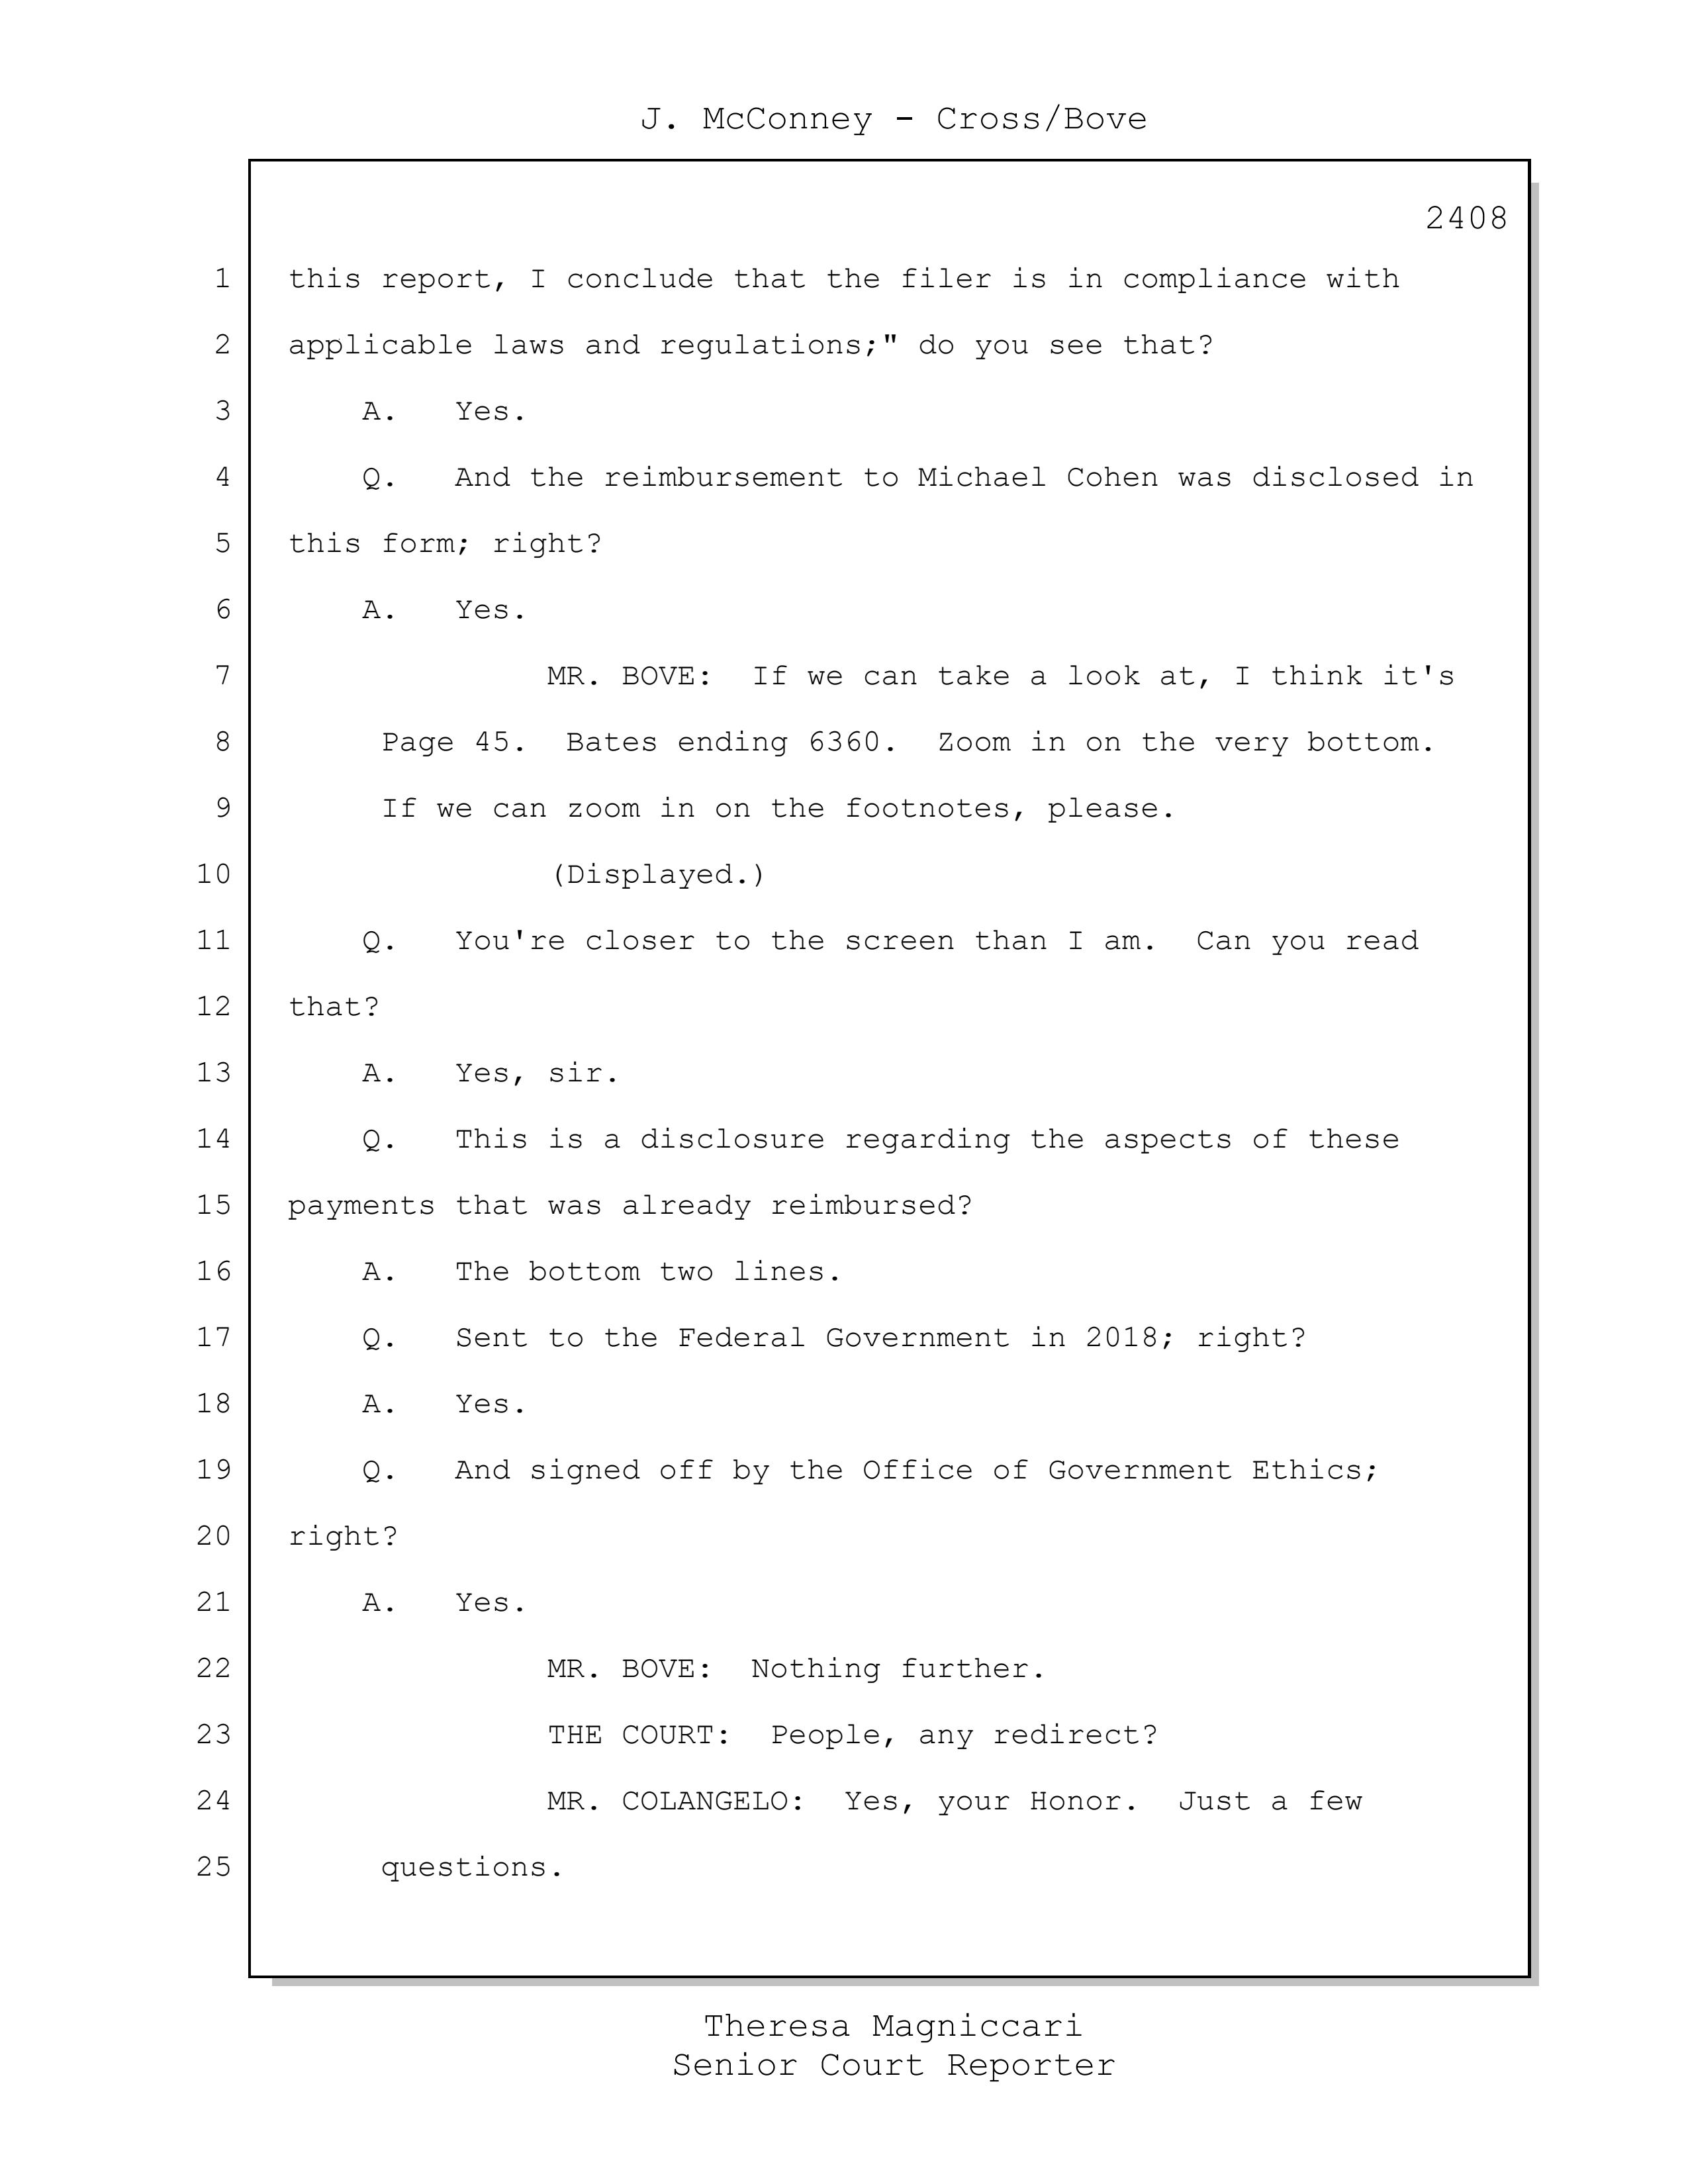 J. McConney - Cross/Bove
2408
1 this report, I conclude that the filer is in compliance with
2 applicable laws and regulations;" do you see that?
3 A. Yes.
4 Q. And the reimbursement to Michael Cohen was disclosed in
5 this form; right?
6 A. Yes.
7 MR. BOVE: If we can take a look at, I think it's
8 Page 45. Bates ending 6360. Zoom in on the very bottom.
9 If we can zoom in on the footnotes, please.
10 (Displayed.)
11 Q. You're closer to the screen than I am. Can you read
12 that?
13 A. Yes, sir.
14 Q. This is a disclosure regarding the aspects of these
15 payments that was already reimbursed?
16 A. The bottom two lines.
17 Q. Sent to the Federal Government in 2018; right?
18 A. Yes.
19 Q. And signed off by the Office of Government Ethics;
20 right?
21 A. Yes.
22 MR. BOVE: Nothing further.
23 THE COURT: People, any redirect?
24 MR. COLANGELO: Yes, your Honor. Just a few
25 questions.
Theresa Magniccari
Senior Court Reporter